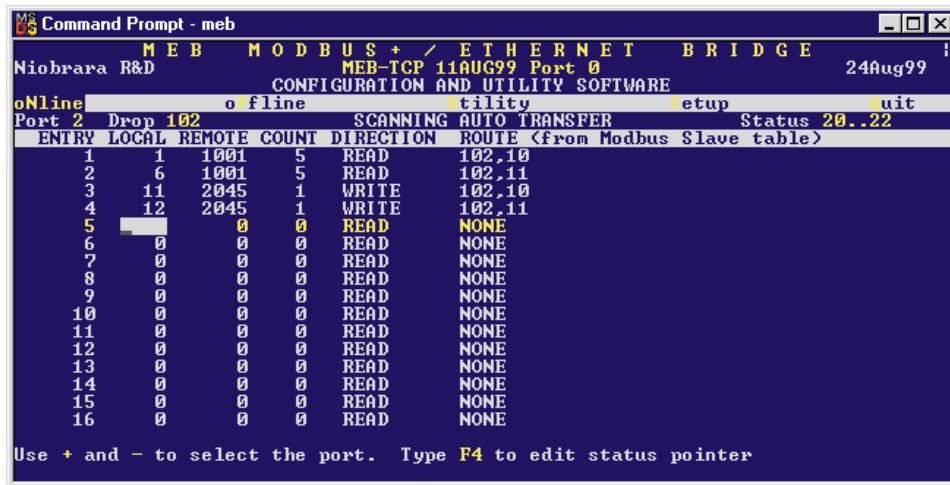 Command Prompt - meb
M E B M O D B U S + / E T H E R N E T B R I D G E
Niobrara R&D MEB-TCP 11AUG99 Port 0 24Aug99
CONFIGURATION AND UTILITY SOFTWARE
oNline oFfline Utility Setup Quit
Port 2 Drop 102 SCANNING AUTO TRANSFER Status 20..22
ENTRY LOCAL REMOTE COUNT DIRECTION ROUTE (from Modbus Slave table)
1 1 1001 5 READ 102,10
2 6 1001 5 READ 102,11
3 11 2045 1 WRITE 102,10
4 12 2045 1 WRITE 102,11
5 0 0 READ NONE
6 0 0 0 READ NONE
7 0 0 0 READ NONE
8 0 0 0 READ NONE
9 0 0 0 READ NONE
10 0 0 0 READ NONE
11 0 0 0 READ NONE
12 0 0 0 READ NONE
13 0 0 0 READ NONE
14 0 0 0 READ NONE
15 0 0 0 READ NONE
16 0 0 0 READ NONE
Use + and - to select the port. Type F4 to edit status pointer